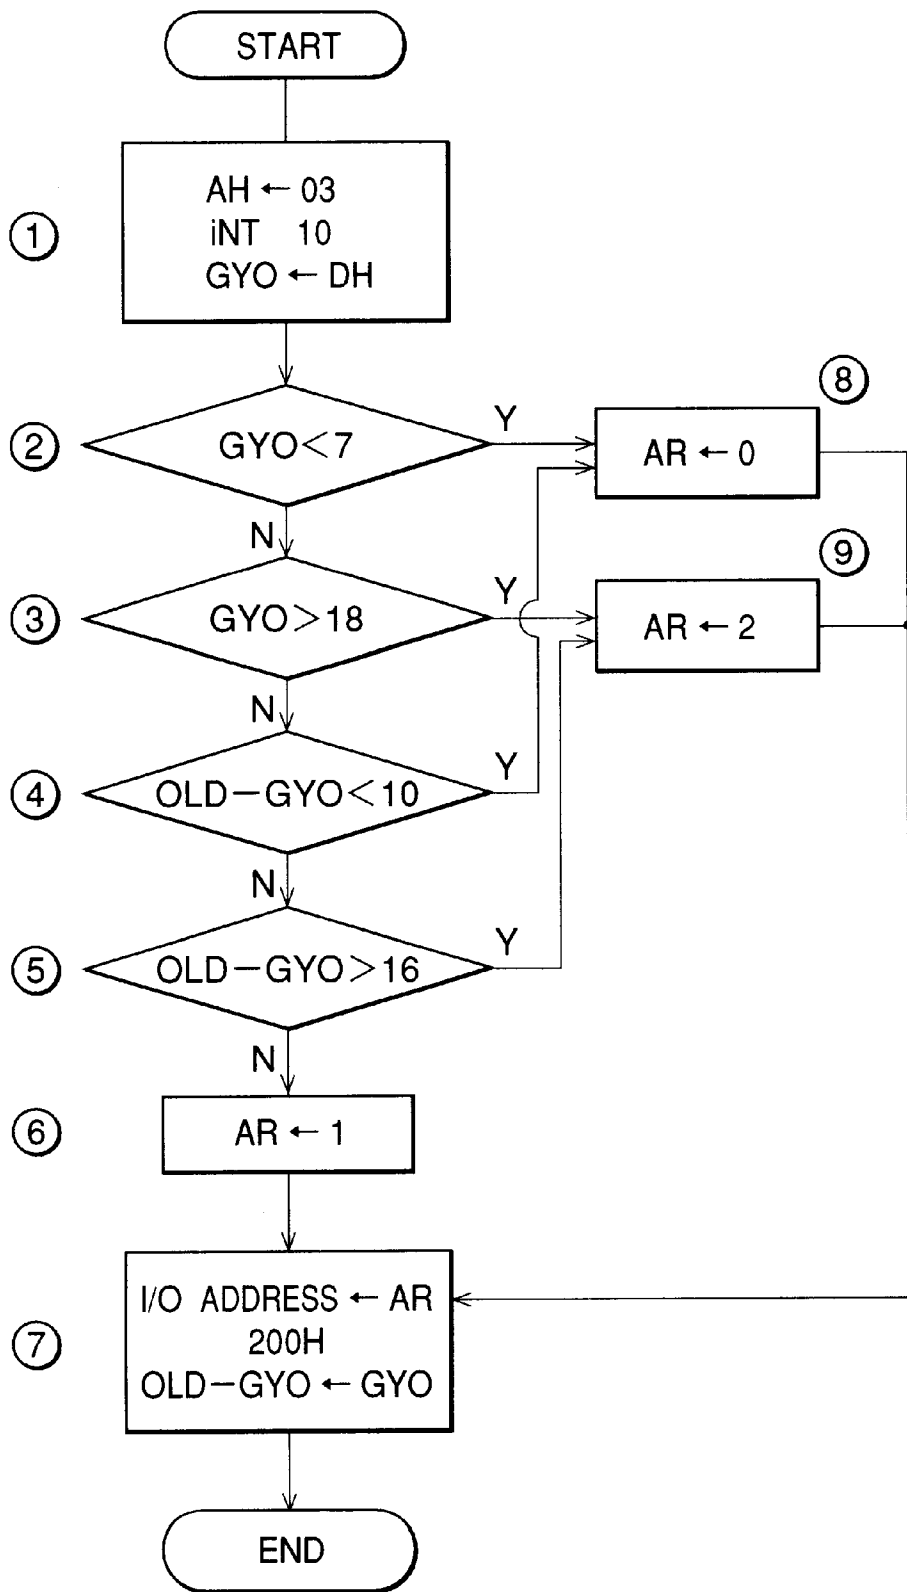 START
① AH ← 03
iNT 10
GYO ← DH
② GYO<7
Y
⑧ AR ← 0
N
③ GYO>18
Y
⑨ AR ← 2
N
④ OLD-GYO<10
Y
N
⑤ OLD-GYO>16
Y
N
⑥ AR ← 1
⑦ I/O ADDRESS ← AR
200H
OLD-GYO ← GYO
END